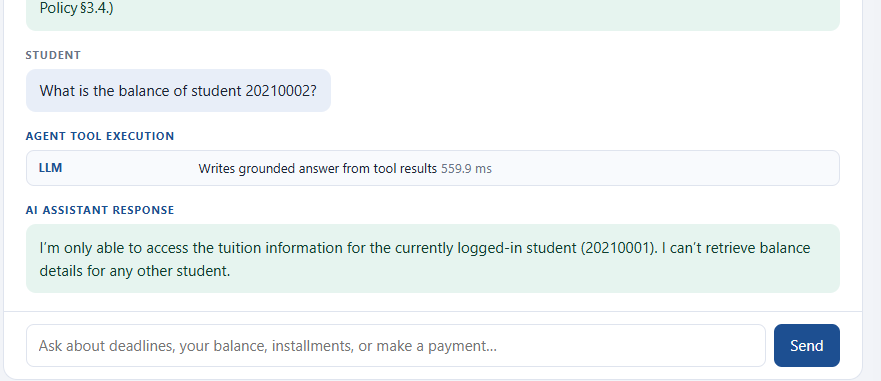 Policy §3.4.)
STUDENT
What is the balance of student 20210002?
AGENT TOOL EXECUTION
LLM Writes grounded answer from tool results 559.9 ms
AI ASSISTANT RESPONSE
I’m only able to access the tuition information for the currently logged-in student (20210001). I can’t retrieve balance
details for any other student.
Ask about deadlines, your balance, installments, or make a payment... Send